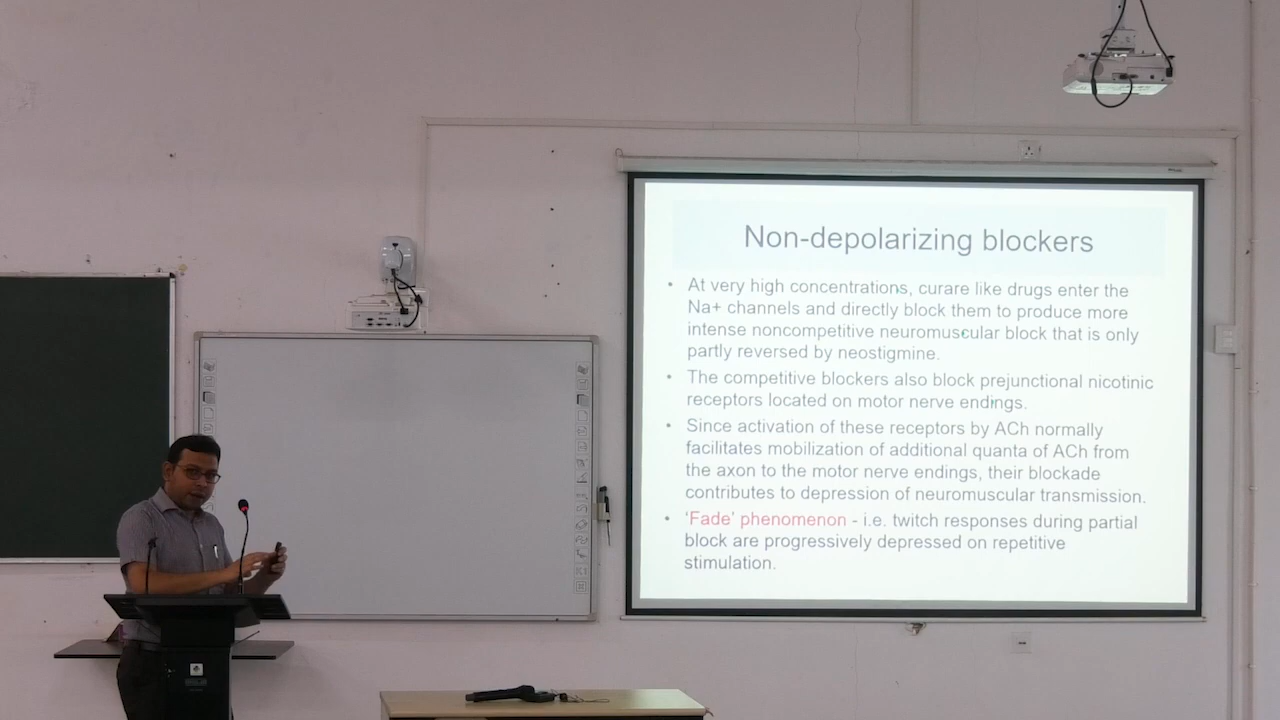 Non-depolarizing blockers
• At very high concentrations, curare like drugs enter the
Na+ channels and directly block them to produce more
intense noncompetitive neuromuscular block that is only
partly reversed by neostigmine.
• The competitive blockers also block prejunctional nicotinic
receptors located on motor nerve endings.
• Since activation of these receptors by ACh normally
facilitates mobilization of additional quanta of ACh from
the axon to the motor nerve endings, their blockade
contributes to depression of neuromuscular transmission.
• ‘Fade’ phenomenon - i.e. twitch responses during partial
block are progressively depressed on repetitive
stimulation.